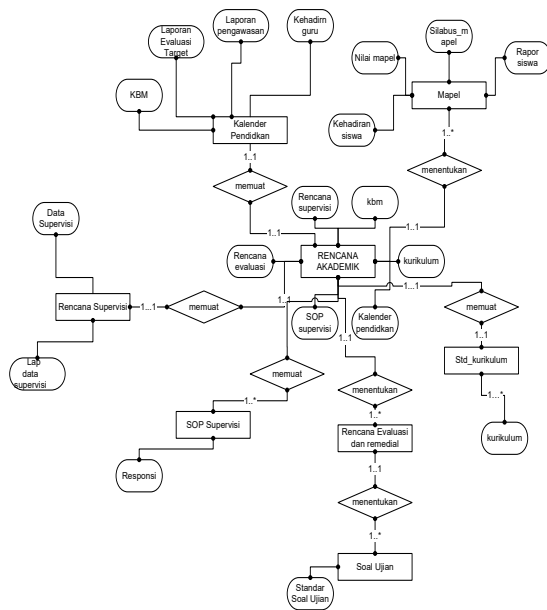 Laporan
Evaluasi
Target
Laporan
pengawasan
Kehadirn
guru
KBM
Kalender
Pendidkan
1..1
memuat
1..1
Silabus_m
apel
Nilai mapel
Rapor
siswa
Mapel
Kehadiran
siswa
1..*
menentukan
1..1
Rencana
supervisi
kbm
Data
Supervisi
Rencana
evaluasi
RENCANA
AKADEMIK
kurikulum
Rencana Supervisi
1...1
memuat
1..1
SOP
supervisi
Kalender
pendidkan
1...1
memuat
1..1
Std_kurikulum
1...*
kurikulum
Lap
data
supervisi
memuat
1..*
SOP Supervisi
Responsi
1..1
menentukan
1..*
Rencana Evaluasi
dan remedial
1..1
menentukan
1..*
Soal Ujian
Standar
Soal Ujian